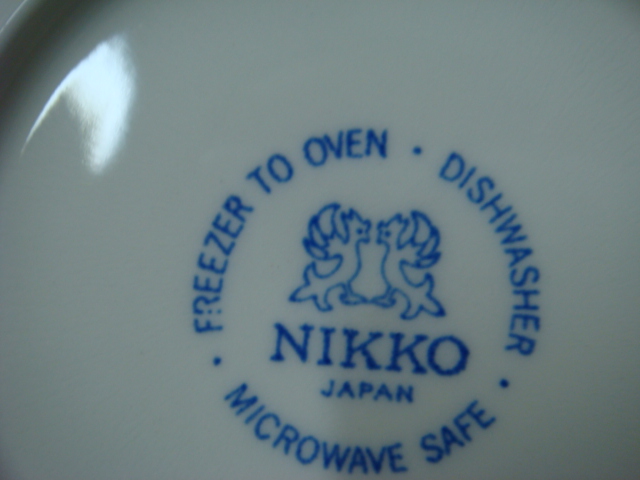 FREEZER TO OVEN · DISHWASHER
· MICROWAVE SAFE ·
NIKKO
JAPAN